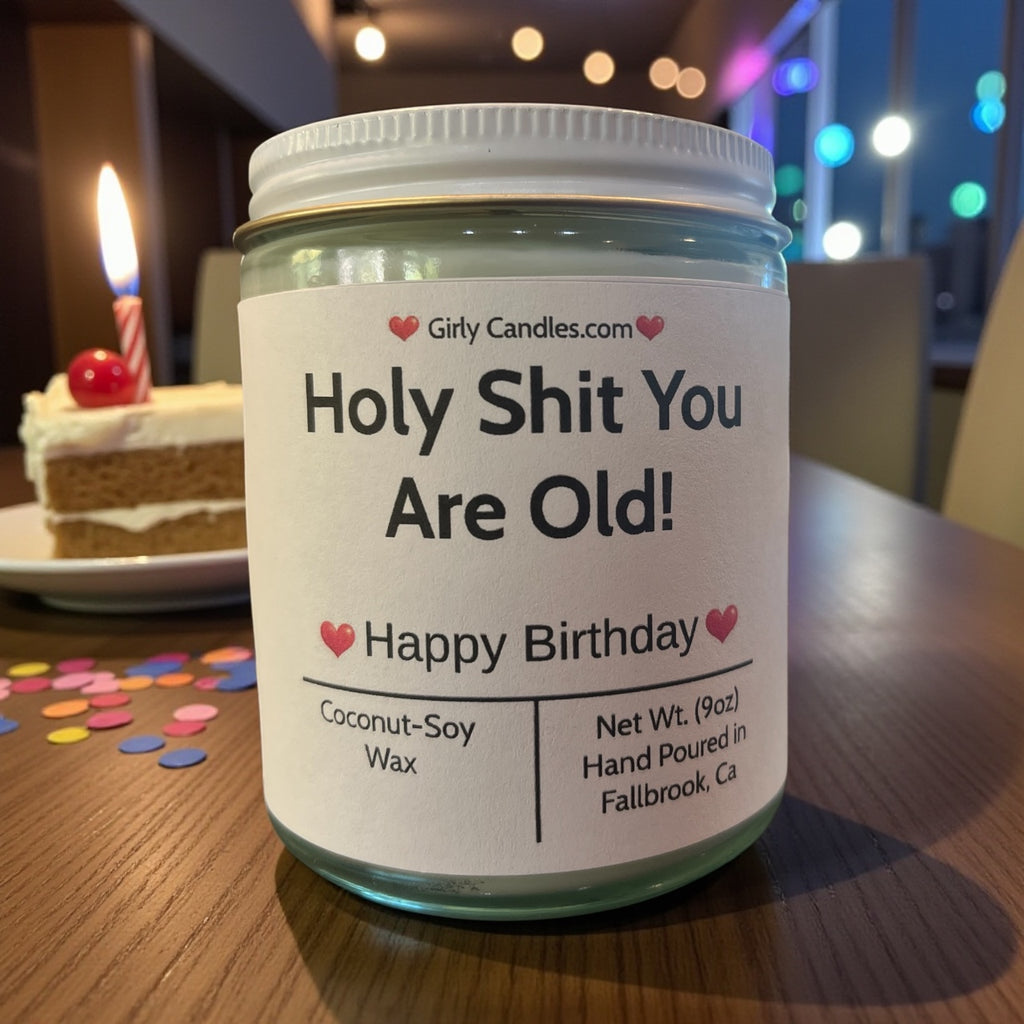 ❤ Girly Candles.com ❤
Holy Shit You
Are Old!
❤ Happy Birthday ❤
Coconut-Soy
Wax
Net Wt. (9oz)
Hand Poured in
Fallbrook, Ca